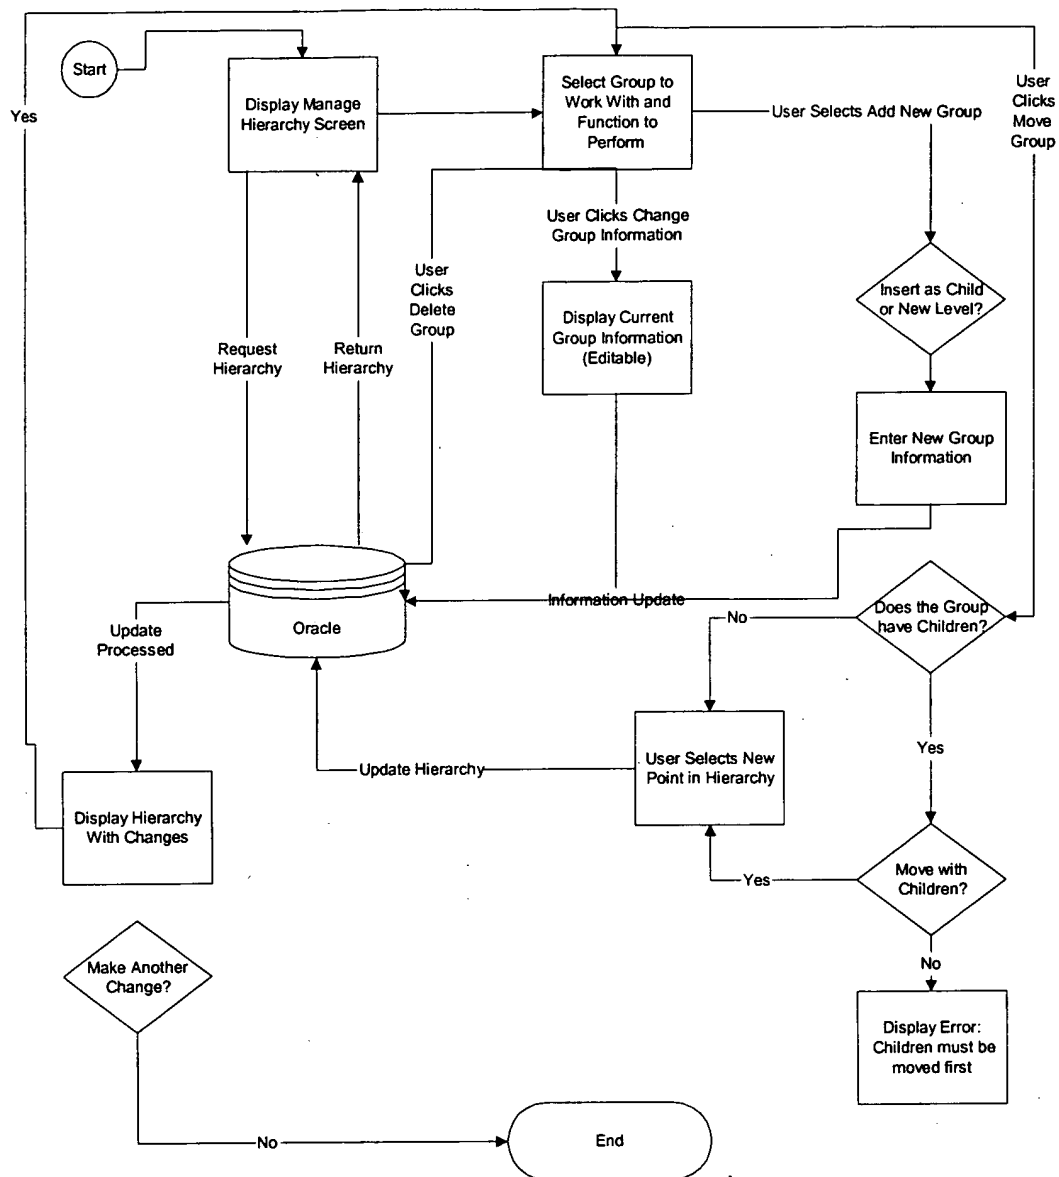 Start
Display Manage
Hierarchy Screen
Select Group to
Work With and
Function to
Perform
User Selects Add New Group
User
Clicks
Move
Group
Yes
User Clicks Change
Group Information
User
Clicks
Delete
Group
Insert as Child
or New Level?
Display Current
Group Information
(Editable)
Request
Hierarchy
Return
Hierarchy
Enter New Group
Information
Information Update
Oracle
Does the Group
have Children?
No
Update
Processed
Yes
User Selects New
Point in Hierarchy
Update Hierarchy
Display Hierarchy
With Changes
Move with
Children?
Yes
No
Make Another
Change?
Display Error:
Children must be
moved first
No
End